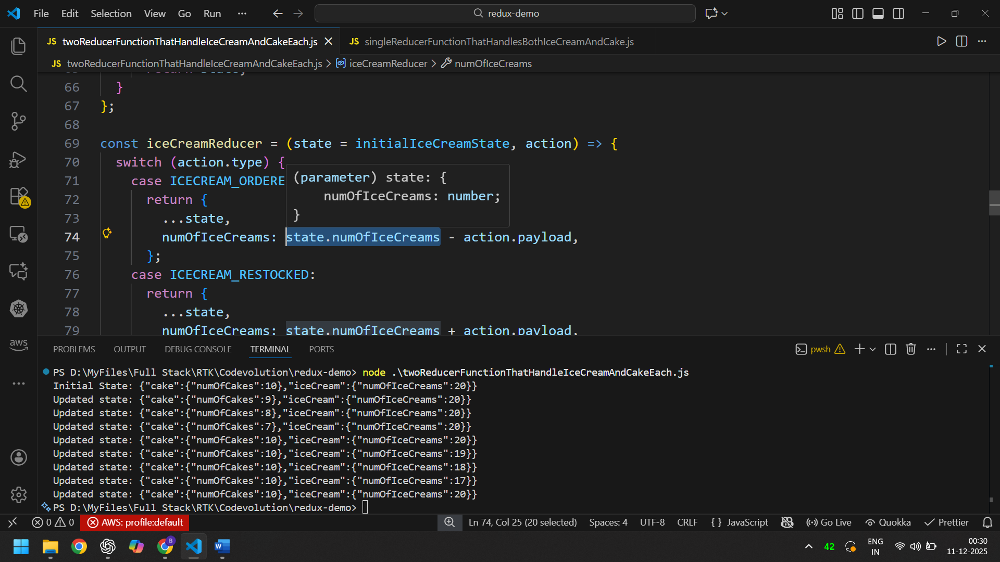 File Edit Selection View Go Run ··· redux-demo
JS twoReducerFunctionThatHandleIceCreamAndCakeEach.js JS singleReducerFunctionThatHandlesBothIceCreamAndCake.js
JS twoReducerFunctionThatHandleIceCreamAndCakeEach.js > iceCreamReducer > numOfIceCreams
66 }
67 };
68
69 const iceCreamReducer = (state = initialIceCreamState, action) => {
70 switch (action.type) {
71 case ICECREAM_ORDERE
(parameter) state: {
numOfIceCreams: number;
}
72 return {
73 ...state,
74 numOfIceCreams: state.numOfIceCreams - action.payload,
75 };
76 case ICECREAM_RESTOCKED:
77 return {
78 ...state,
79 numOfIceCreams: state.numOfIceCreams + action.payload,
aws
PROBLEMS OUTPUT DEBUG CONSOLE TERMINAL PORTS pwsh
PS D:\MyFiles\Full Stack\RTK\Codevolution\redux-demo> node .\twoReducerFunctionThatHandleIceCreamAndCakeEach.js
Initial State: {"cake":{"numOfCakes":10},"iceCream":{"numOfIceCreams":20}}
Updated state: {"cake":{"numOfCakes":9},"iceCream":{"numOfIceCreams":20}}
Updated state: {"cake":{"numOfCakes":8},"iceCream":{"numOfIceCreams":20}}
Updated state: {"cake":{"numOfCakes":7},"iceCream":{"numOfIceCreams":20}}
Updated state: {"cake":{"numOfCakes":10},"iceCream":{"numOfIceCreams":20}}
Updated state: {"cake":{"numOfCakes":10},"iceCream":{"numOfIceCreams":19}}
Updated state: {"cake":{"numOfCakes":10},"iceCream":{"numOfIceCreams":18}}
Updated state: {"cake":{"numOfCakes":10},"iceCream":{"numOfIceCreams":17}}
Updated state: {"cake":{"numOfCakes":10},"iceCream":{"numOfIceCreams":20}}
PS D:\MyFiles\Full Stack\RTK\Codevolution\redux-demo>
0 0 AWS: profile:default Ln 74, Col 25 (20 selected) Spaces: 4 UTF-8 CRLF { } JavaScript Go Live Quokka Prettier
B W 42 ENG IN 00:30
11-12-2025